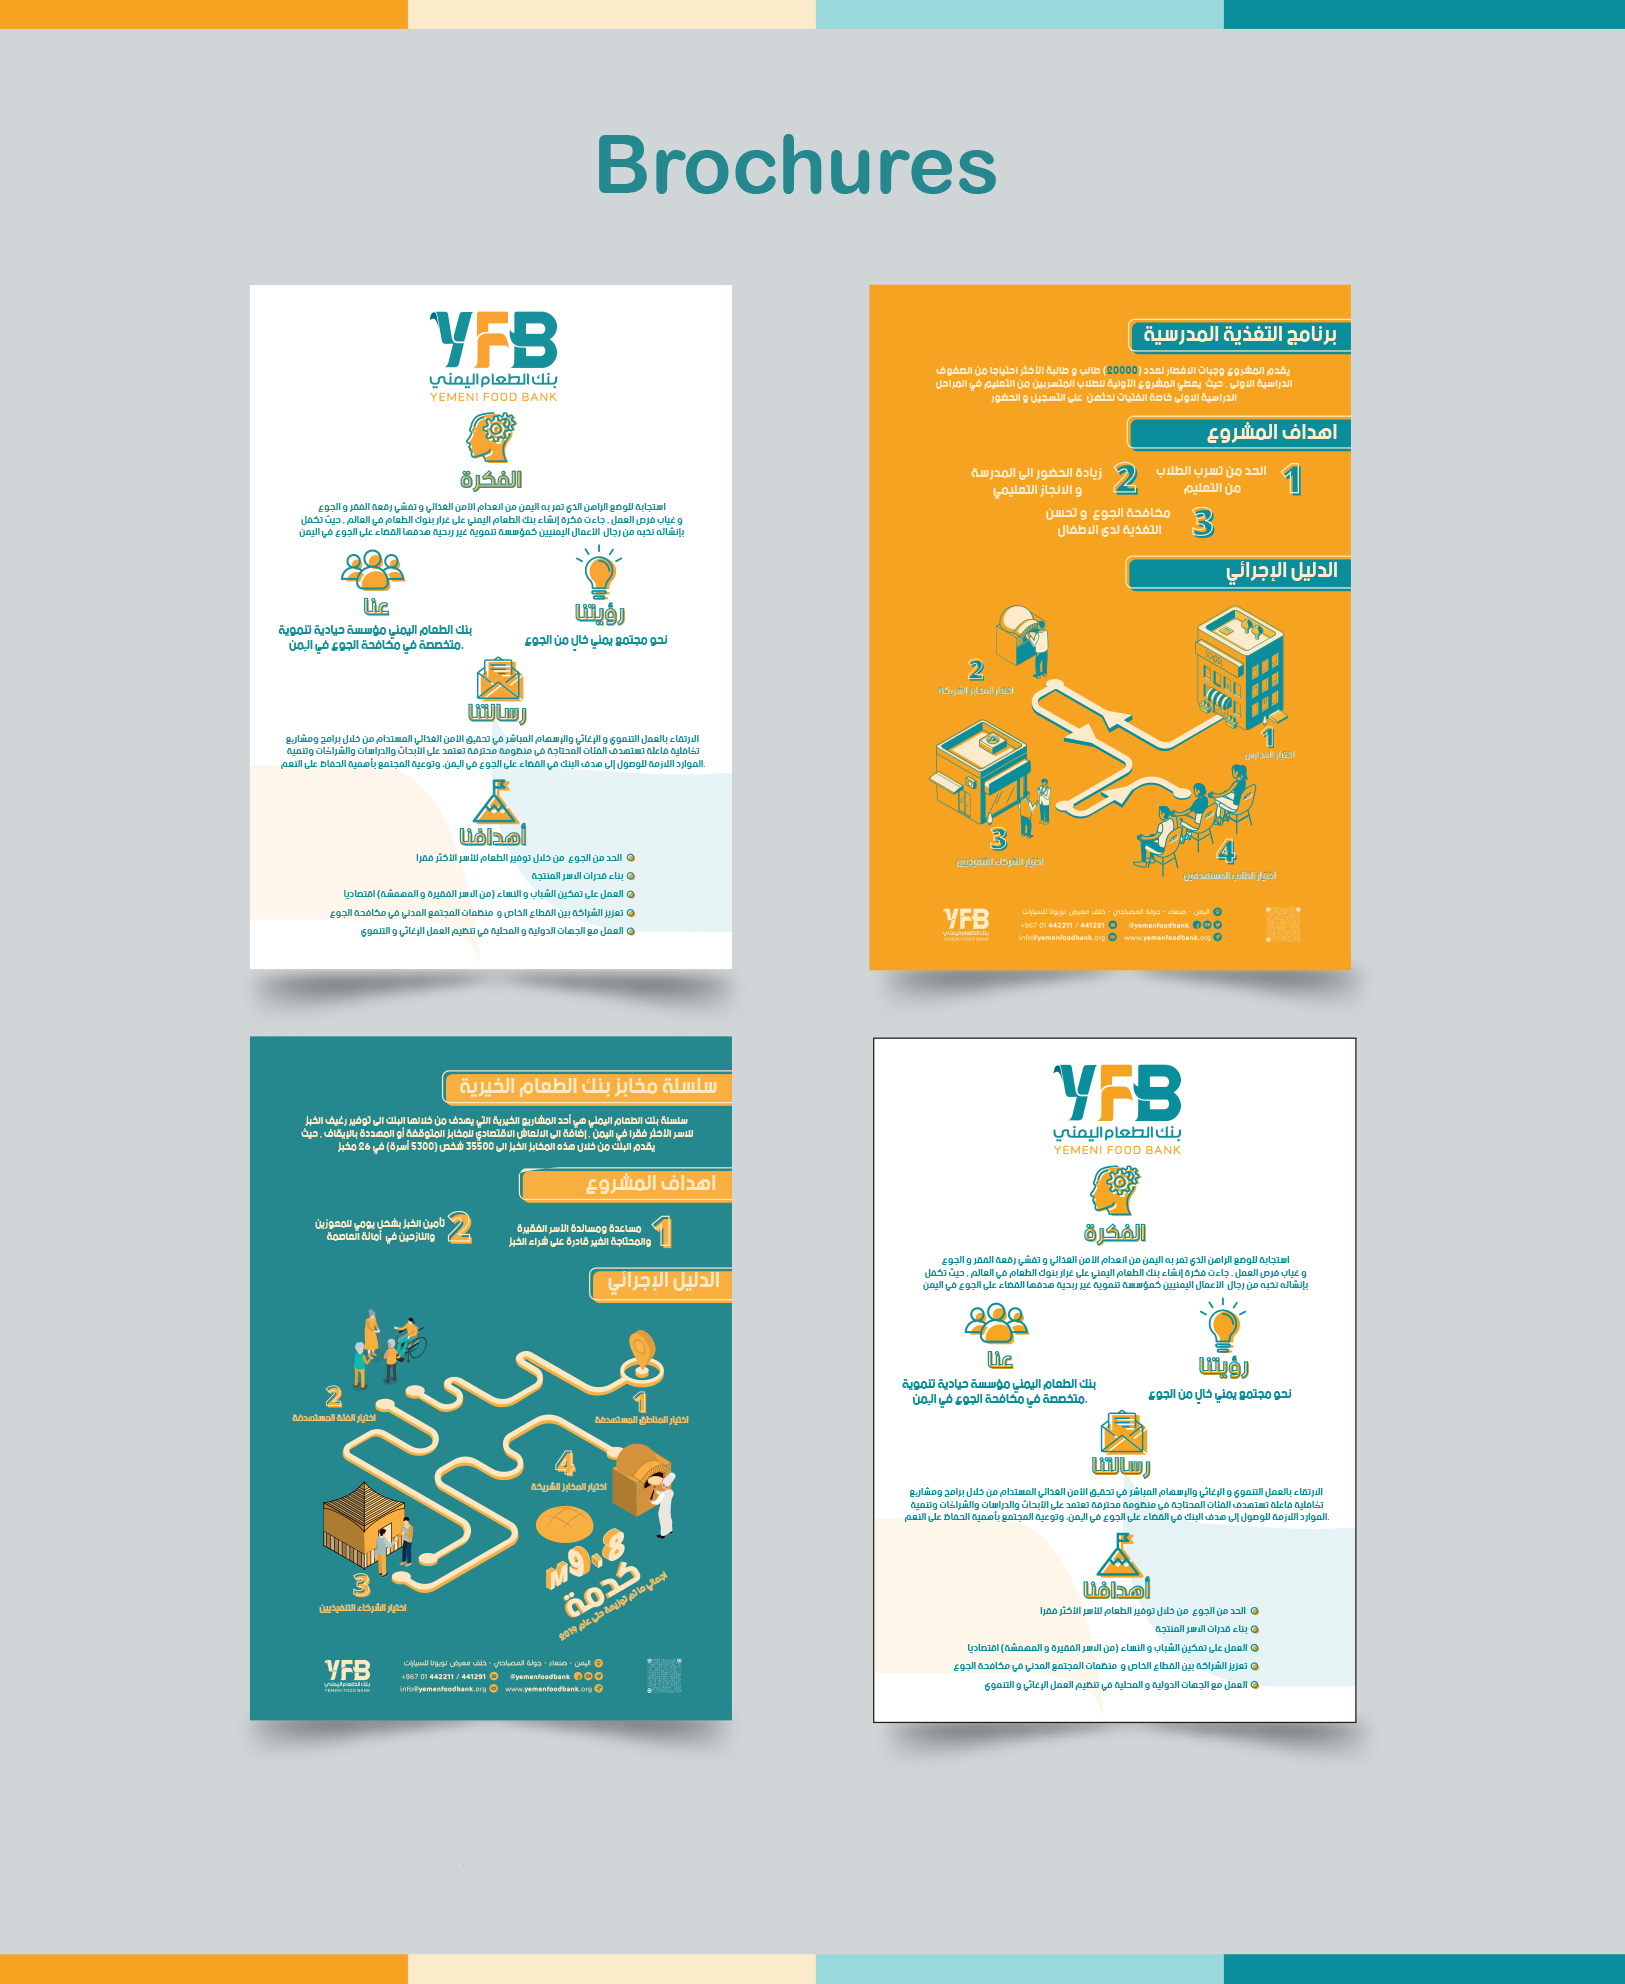 Brochures
YFB
بنك الطعام اليمني
YEMENI FOOD BANK
الفكرة
استجابة للوضع الراهن الذي تمر به اليمن من انعدام الأمن الغذائي و تفشي رقعة الفقر و الجوع
و غياب فرص العمل , جاءت فكرة إنشاء بنك الطعام اليمني على غرار بنوك الطعام في العالم , حيث تكفل
بإنشائه نخبه من رجال الأعمال اليمنيين كمؤسسة تنموية غير ربحية هدفها القضاء على الجوع في اليمن
رؤيتنا
نحو مجتمع يمني خالٍ من الجوع
عنا
بنك الطعام اليمني مؤسسة حيادية تنموية
متخصصة في مكافحة الجوع في اليمن.
رسالتنا
الارتقاء بالعمل التنموي و الإغاثي والإسهام المباشر في تحقيق الأمن الغذائي المستدام من خلال برامج ومشاريع
تكافلية فاعلة تستهدف الفئات المحتاجة في منظومة محترفة تعتمد على الأبحاث والدراسات والشراكات وتنمية
الموارد اللازمة للوصول إلى هدف البنك في القضاء على الجوع في اليمن, وتوعية المجتمع بأهمية الحفاظ على النعم.
أهدافنا
الحد من الجوع من خلال توفير الطعام للأسر الأكثر فقرا
بناء قدرات الاسر المنتجة
العمل على تمكين الشباب و النساء (من الاسر الفقيرة و المهمشة) اقتصاديا
تعزيز الشراكة بين القطاع الخاص و منظمات المجتمع المدني في مكافحة الجوع
العمل مع الجهات الدولية و المحلية في تنظيم العمل الإغاثي و التنموي
برنامج التغذية المدرسية
يقدم المشروع وجبات الافطار لعدد (20000) طالب و طالبة الأكثر احتياجا من الصفوف
الدراسية الاولى , حيث يعطي المشروع الأولية للطلاب المتسربين من التعليم في المراحل
الدراسية الاولى خاصة الفتيات لحثهن على التسجيل و الحضور
اهداف المشروع
1 الحد من تسرب الطلاب
من التعليم
2 زيادة الحضور الى المدرسة
و الانجاز التعليمي
3 مكافحة الجوع و تحسن
التغذية لدى الاطفال
الدليل الإجرائي
SCHOOL
1
اختيار المدارس
2
اختيار المخابز الشريكة
3
اختيار الشركاء التنفيذيين
4
اختيار الطلاب المستهدفين
YFB
بنك الطعام اليمني
YEMENI FOOD BANK
اليمن - صنعاء - جولة المصباحي - خلف معرض تويوتا للسيارات
+967 01 442211 / 441291
@yemenfoodbank
info@yemenfoodbank.org
www.yemenfoodbank.org
سلسلة مخابز بنك الطعام الخيرية
سلسلة بنك الطعام اليمني هي أحد المشاريع الخيرية التي يهدف من خلالها البنك الى توفير رغيف الخبز
للاسر الأكثر فقرا في اليمن , إضافة الى الانعاش الاقتصادي للمخابز المتوقفة أو المهددة بالإيقاف , حيث
يقدم البنك من خلال هذه المخابز الخبز الى 35500 شخص (5300 أسرة) في 26 مخبز
اهداف المشروع
1 مساعدة ومساندة الأسر الفقيرة
والمحتاجة الغير قادرة على شراء الخبز
2 تأمين الخبز بشكل يومي للمعوزين
والنازحين في أمانة العاصمة
الدليل الإجرائي
1
اختيار المناطق المستهدفة
2
اختيار الفئة المستهدفة
3
اختيار الشركاء التنفيذيين
4
اختيار المخابز الشريكة
M9.8
كدمة
اجمالي ما تم توزيعة حتى عام 2019
YFB
بنك الطعام اليمني
YEMENI FOOD BANK
اليمن - صنعاء - جولة المصباحي - خلف معرض تويوتا للسيارات
+967 01 442211 / 441291
@yemenfoodbank
info@yemenfoodbank.org
www.yemenfoodbank.org
YFB
بنك الطعام اليمني
YEMENI FOOD BANK
الفكرة
استجابة للوضع الراهن الذي تمر به اليمن من انعدام الأمن الغذائي و تفشي رقعة الفقر و الجوع
و غياب فرص العمل , جاءت فكرة إنشاء بنك الطعام اليمني على غرار بنوك الطعام في العالم , حيث تكفل
بإنشائه نخبه من رجال الأعمال اليمنيين كمؤسسة تنموية غير ربحية هدفها القضاء على الجوع في اليمن
رؤيتنا
نحو مجتمع يمني خالٍ من الجوع
عنا
بنك الطعام اليمني مؤسسة حيادية تنموية
متخصصة في مكافحة الجوع في اليمن.
رسالتنا
الارتقاء بالعمل التنموي و الإغاثي والإسهام المباشر في تحقيق الأمن الغذائي المستدام من خلال برامج ومشاريع
تكافلية فاعلة تستهدف الفئات المحتاجة في منظومة محترفة تعتمد على الأبحاث والدراسات والشراكات وتنمية
الموارد اللازمة للوصول إلى هدف البنك في القضاء على الجوع في اليمن, وتوعية المجتمع بأهمية الحفاظ على النعم.
أهدافنا
الحد من الجوع من خلال توفير الطعام للأسر الأكثر فقرا
بناء قدرات الاسر المنتجة
العمل على تمكين الشباب و النساء (من الاسر الفقيرة و المهمشة) اقتصاديا
تعزيز الشراكة بين القطاع الخاص و منظمات المجتمع المدني في مكافحة الجوع
العمل مع الجهات الدولية و المحلية في تنظيم العمل الإغاثي و التنموي